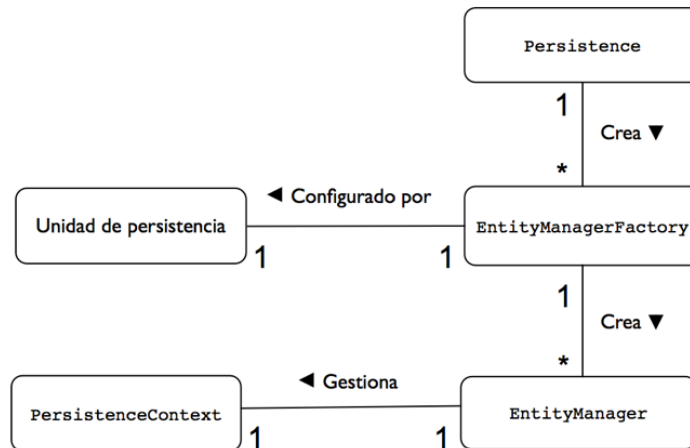 Persistence
1
Crea ▼
*
◄ Configurado por
Unidad de persistencia
EntityManagerFactory
1
1
1
Crea ▼
*
◄ Gestiona
PersistenceContext
EntityManager
1
1